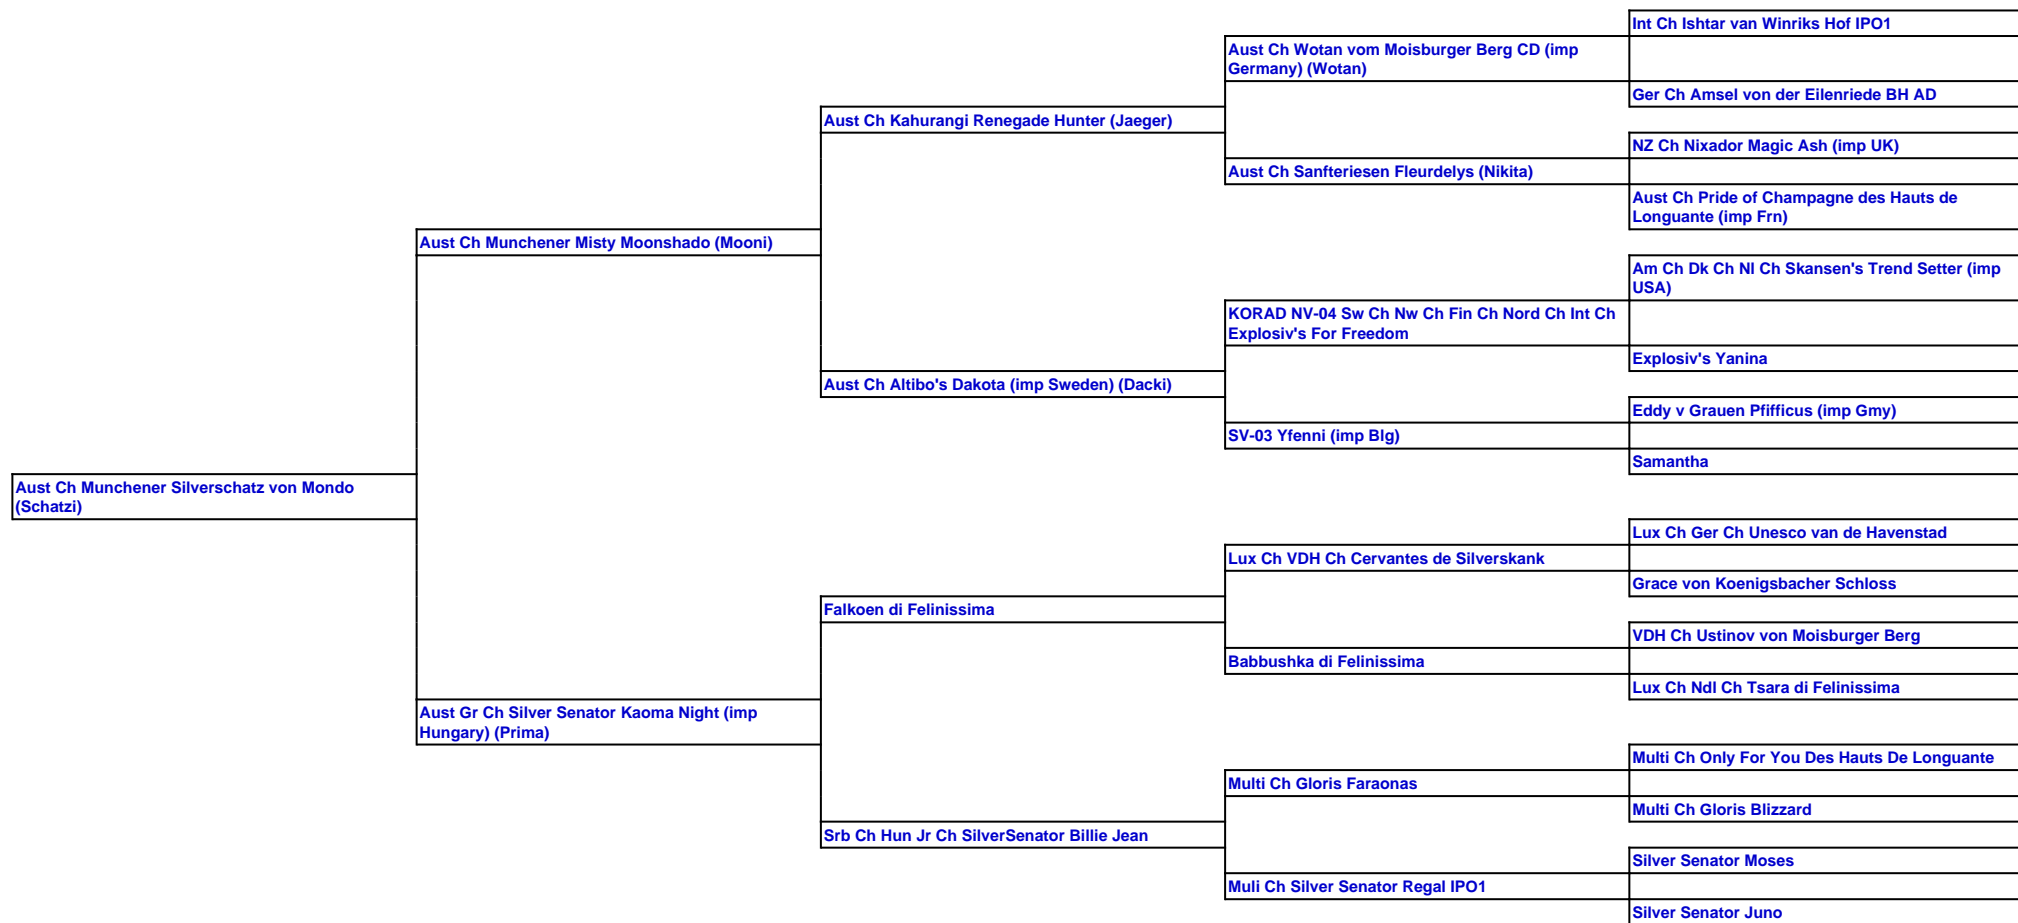 Int Ch Ishtar van Winriks Hof IPO1
Aust Ch Wotan vom Moisburger Berg CD (imp
Germany) (Wotan)
Ger Ch Amsel von der Eilenriede BH AD
Aust Ch Kahurangi Renegade Hunter (Jaeger)
NZ Ch Nixador Magic Ash (imp UK)
Aust Ch Sanfteriesen Fleurdelys (Nikita)
Aust Ch Pride of Champagne des Hauts de
Longuante (imp Frn)
Aust Ch Munchener Misty Moonshado (Mooni)
Am Ch Dk Ch Nl Ch Skansen's Trend Setter (imp
USA)
KORAD NV-04 Sw Ch Nw Ch Fin Ch Nord Ch Int Ch
Explosiv's For Freedom
Explosiv's Yanina
Aust Ch Altibo's Dakota (imp Sweden) (Dacki)
Eddy v Grauen Pfifficus (imp Gmy)
SV-03 Yfenni (imp Blg)
Samantha
Aust Ch Munchener Silverschatz von Mondo
(Schatzi)
Lux Ch Ger Ch Unesco van de Havenstad
Lux Ch VDH Ch Cervantes de Silverskank
Grace von Koenigsbacher Schloss
Falkoen di Felinissima
VDH Ch Ustinov von Moisburger Berg
Babbushka di Felinissima
Lux Ch Ndl Ch Tsara di Felinissima
Aust Gr Ch Silver Senator Kaoma Night (imp
Hungary) (Prima)
Multi Ch Only For You Des Hauts De Longuante
Multi Ch Gloris Faraonas
Multi Ch Gloris Blizzard
Srb Ch Hun Jr Ch SilverSenator Billie Jean
Silver Senator Moses
Muli Ch Silver Senator Regal IPO1
Silver Senator Juno